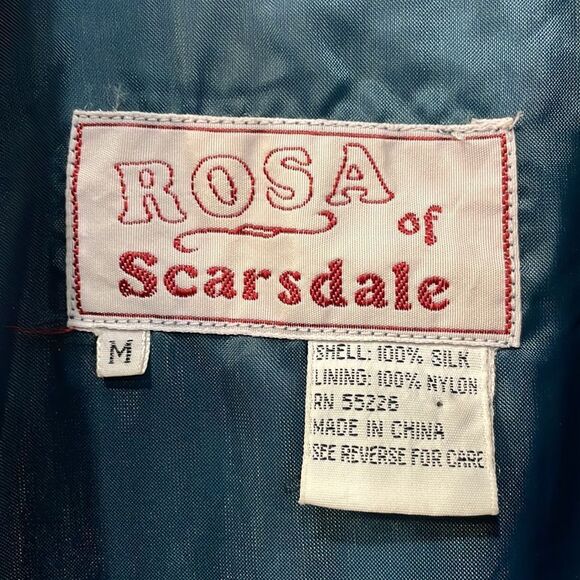 ROSA
of
Scarsdale
M
SHELL: 100% SILK
LINING: 100% NYLON
RN 55226
MADE IN CHINA
SEE REVERSE FOR CARE